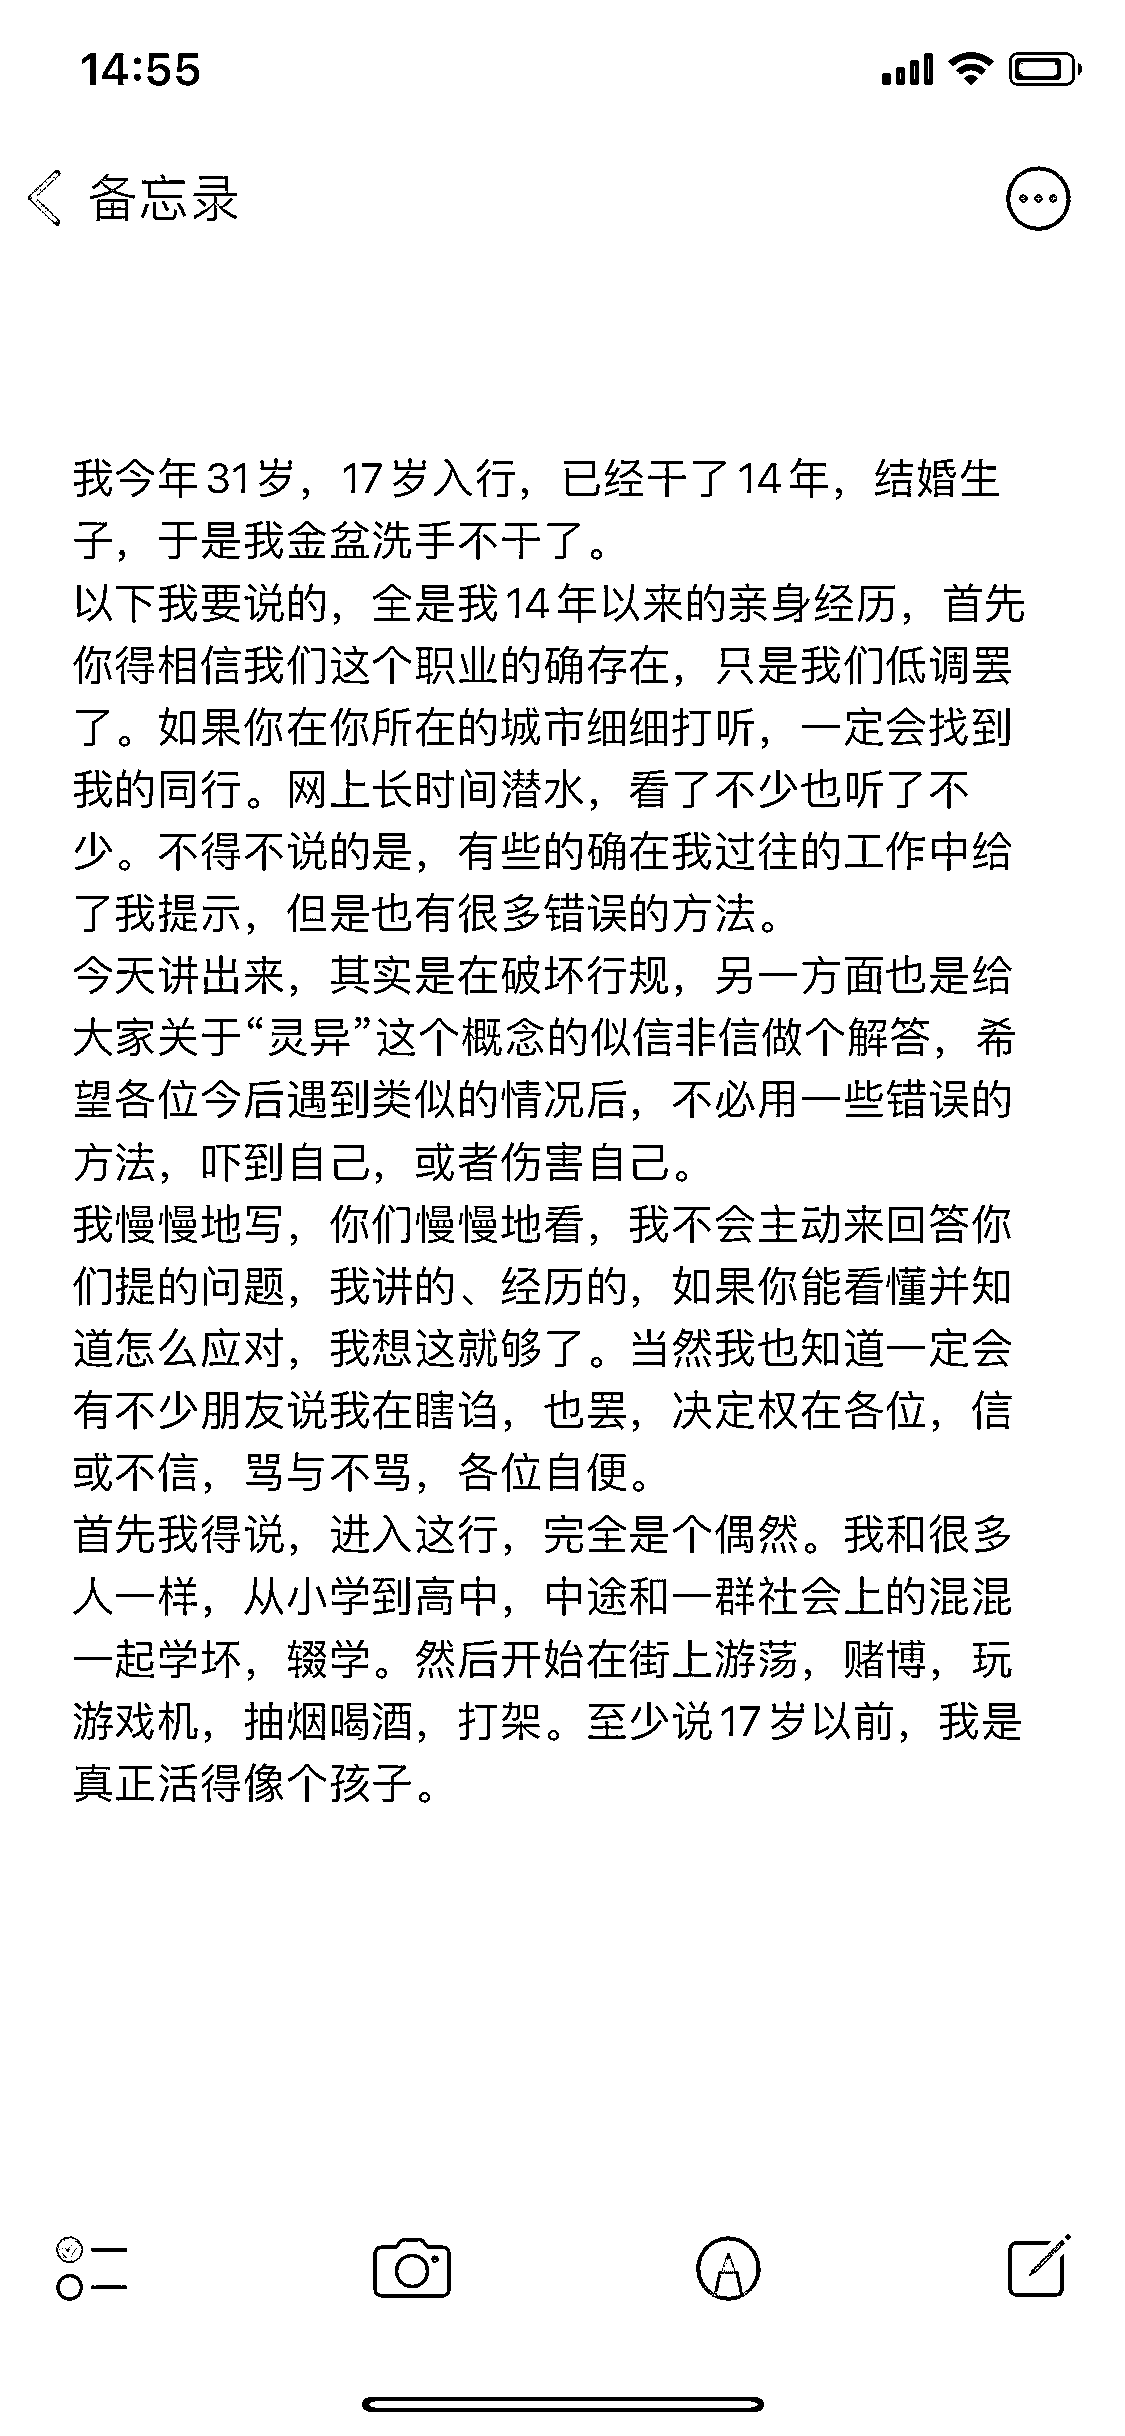 14:55
备忘录
我今年31岁，17岁入行，已经干了14年，结婚生
子，于是我金盆洗手不干了。
以下我要说的，全是我14年以来的亲身经历，首先
你得相信我们这个职业的确存在，只是我们低调罢
了。如果你在你所在的城市细细打听，一定会找到
我的同行。网上长时间潜水，看了不少也听了不
少。不得不说的是，有些的确在我过往的工作中给
了我提示，但是也有很多错误的方法。
今天讲出来，其实是在破坏行规，另一方面也是给
大家关于“灵异”这个概念的似信非信做个解答，希
望各位今后遇到类似的情况后，不必用一些错误的
方法，吓到自己，或者伤害自己。
我慢慢地写，你们慢慢地看，我不会主动来回答你
们提的问题，我讲的、经历的，如果你能看懂并知
道怎么应对，我想这就够了。当然我也知道一定会
有不少朋友说我在瞎诌，也罢，决定权在各位，信
或不信，骂与不骂，各位自便。
首先我得说，进入这行，完全是个偶然。我和很多
人一样，从小学到高中，中途和一群社会上的混混
一起学坏，辍学。然后开始在街上游荡，赌博，玩
游戏机，抽烟喝酒，打架。至少说17岁以前，我是
真正活得像个孩子。